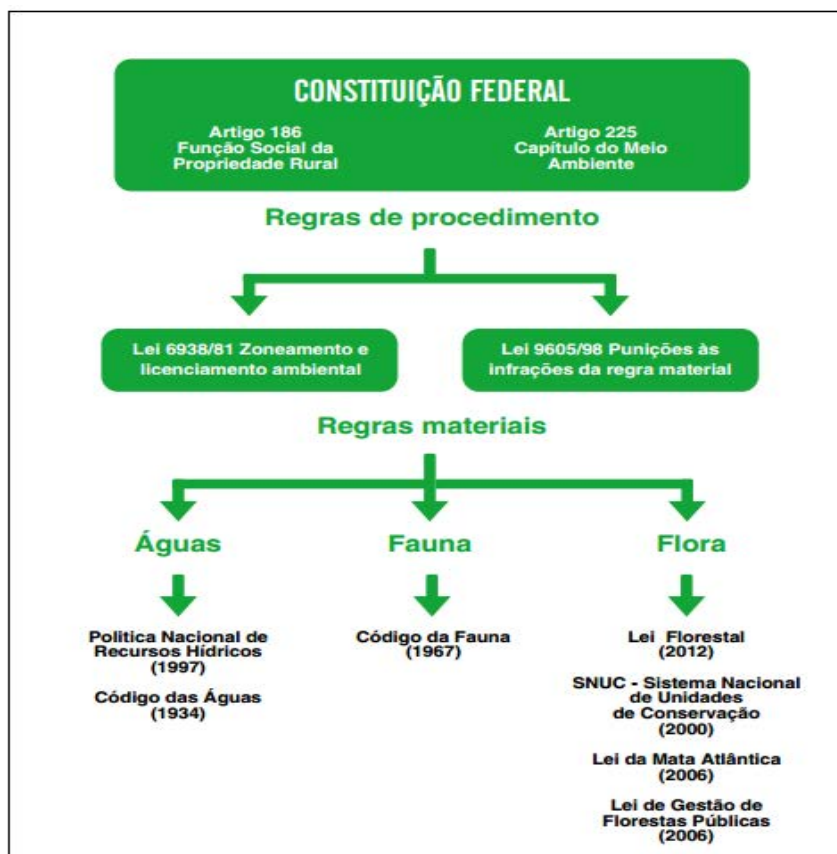 CONSTITUIÇÃO FEDERAL
Artigo 186
Função Social da
Propriedade Rural
Artigo 225
Capítulo do Meio
Ambiente
Regras de procedimento
Lei 6938/81 Zoneamento e
licenciamento ambiental
Lei 9605/98 Punições às
infrações da regra material
Regras materiais
Águas
Politica Nacional de
Recursos Hídricos
(1997)
Código das Águas
(1934)
Fauna
Código da Fauna
(1967)
Flora
Lei Florestal
(2012)
SNUC - Sistema Nacional
de Unidades
de Conservação
(2000)
Lei da Mata Atlântica
(2006)
Lei de Gestão de
Florestas Públicas
(2006)